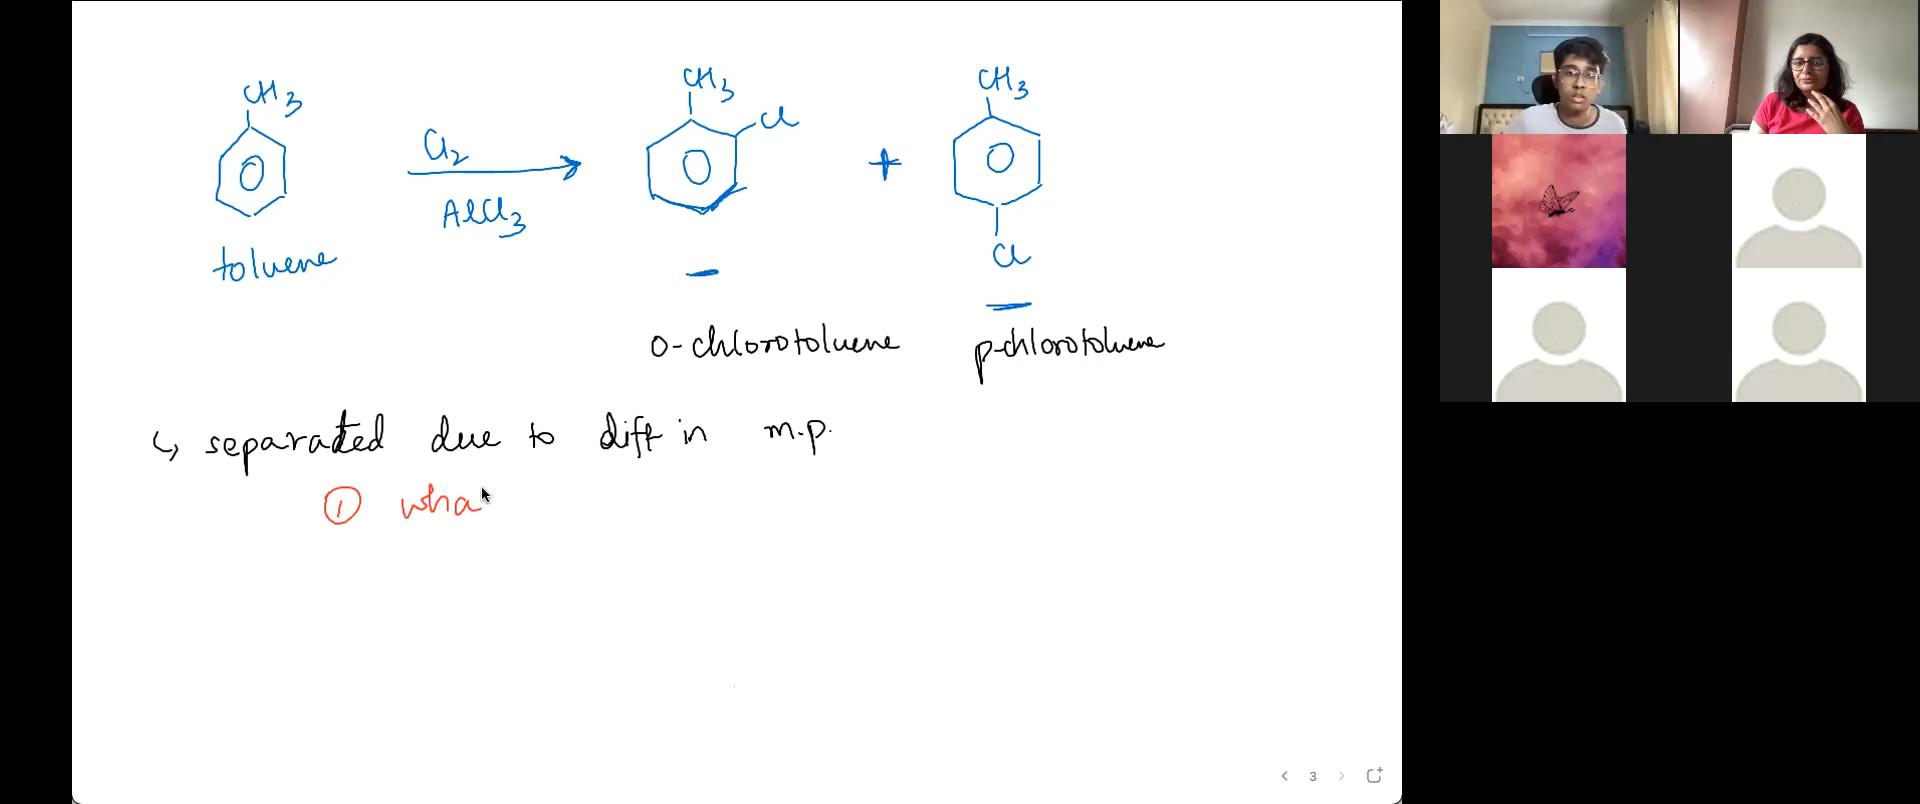 CH3
CH3
CH3
Cl
Cl2
AlCl3
+
toluene
Cl
o-chlorotoluene
p-chlorotoluene
↳ separated due to diff in m.p.
① wha
< 3 >